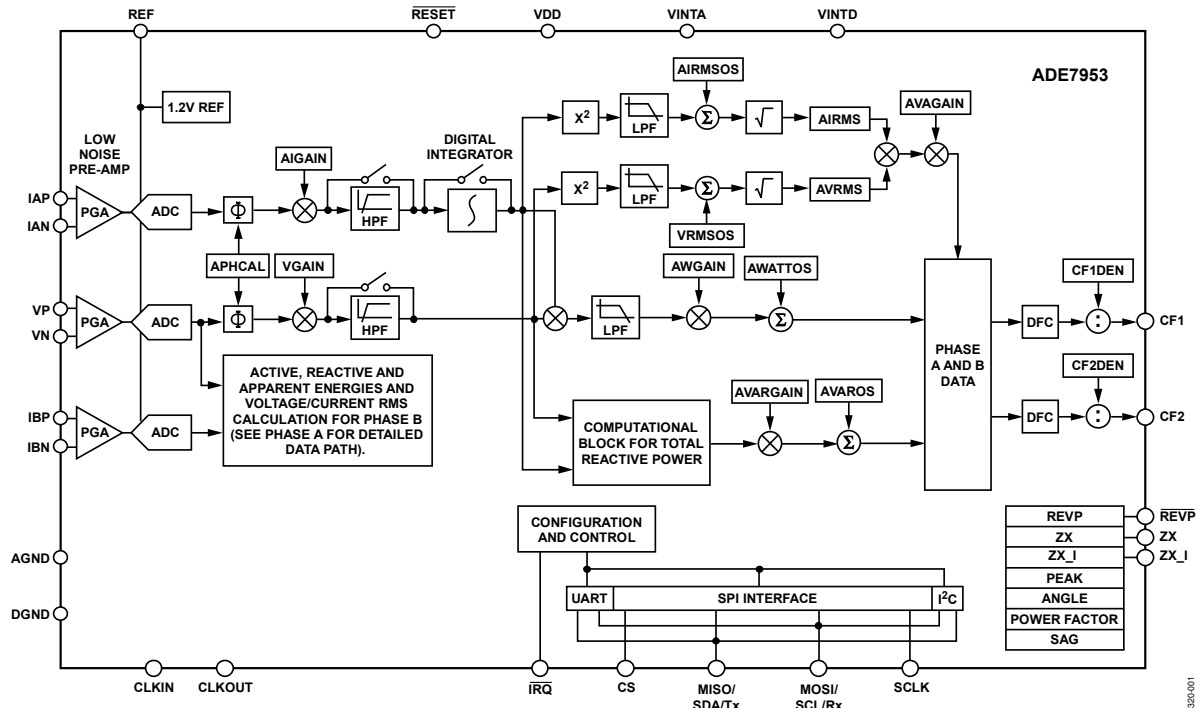 REF
RESET
VDD
VINTA
VINTD
ADE7953
1.2V REF
LOW
NOISE
PRE-AMP
AIRMSOS
AVAGAIN
X²
LPF
Σ
√
AIRMS
DIGITAL
INTEGRATOR
AIGAIN
IAP
IAN
PGA
ADC
Φ
HPF
∫
X²
LPF
Σ
√
AVRMS
VRMSOS
APHCAL
VGAIN
AWGAIN
AWATTOS
CF1DEN
VP
VN
PGA
ADC
Φ
HPF
LPF
Σ
PHASE
A AND B
DATA
DFC
:
CF1
ACTIVE, REACTIVE AND
APPARENT ENERGIES AND
VOLTAGE/CURRENT RMS
CALCULATION FOR PHASE B
(SEE PHASE A FOR DETAILED
DATA PATH).
CF2DEN
AVARGAIN
AVAROS
IBP
IBN
PGA
ADC
COMPUTATIONAL
BLOCK FOR TOTAL
REACTIVE POWER
Σ
DFC
:
CF2
CONFIGURATION
AND CONTROL
REVP
REVP
ZX
ZX
ZX_I
ZX_I
PEAK
ANGLE
POWER FACTOR
SAG
AGND
DGND
UART
SPI INTERFACE
I²C
CLKIN
CLKOUT
IRQ
CS
MISO/
SDA/Tx
MOSI/
SCL/Rx
SCLK
320-001